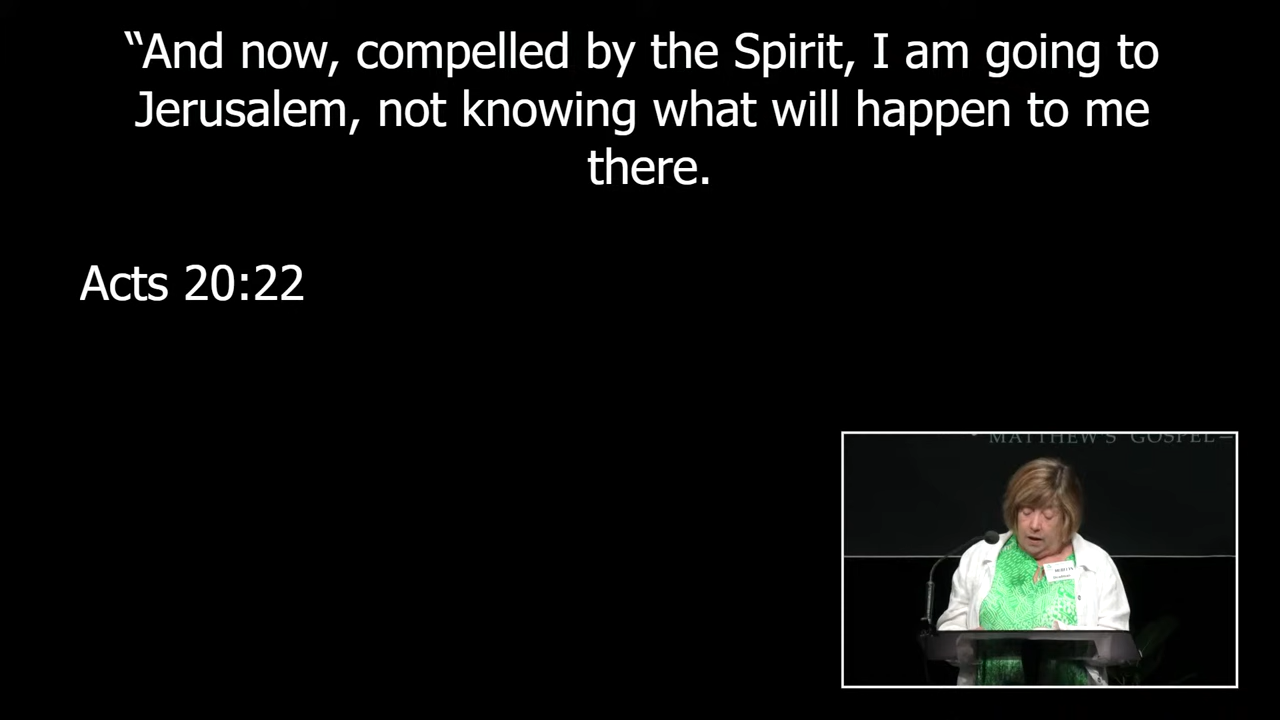 “And now, compelled by the Spirit, I am going to
Jerusalem, not knowing what will happen to me
there.
Acts 20:22
MATTHEW'S GOSPEL